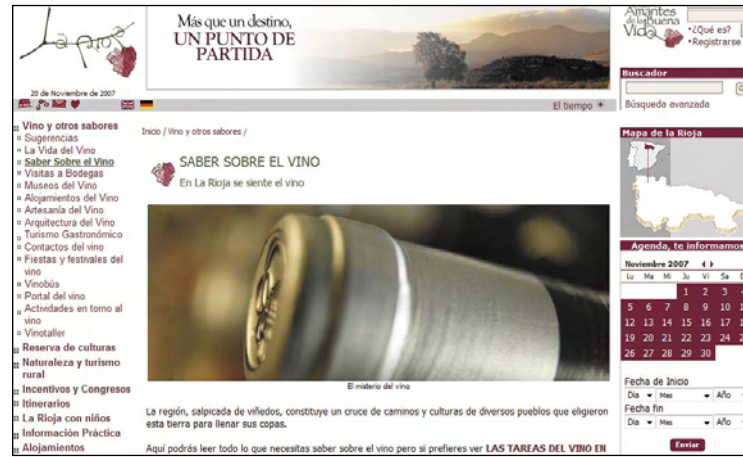 La Rioja
20 de Noviembre de 2007
Más que un destino,
UN PUNTO DE
PARTIDA
Amantes
de la Buena
Vida
¿Qué es?
Registrarse
El tiempo
Buscador
Búsqueda avanzada
Vino y otros sabores
Sugerencias
La Vida del Vino
Saber Sobre el Vino
Visitas a Bodegas
Museos del Vino
Alojamientos del Vino
Artesanía del Vino
Arquitectura del Vino
Turismo Gastronómico
Contactos del vino
Fiestas y festivales del
vino
Vinobús
Portal del vino
Actividades en torno al
vino
Vinotaller
Reserva de culturas
Naturaleza y turismo
rural
Incentivos y Congresos
Itinerarios
La Rioja con niños
Información Práctica
Alojamientos
Inicio / Vino y otros sabores /
SABER SOBRE EL VINO
En La Rioja se siente el vino
El misterio del vino
La región, salpicada de viñedos, constituye un cruce de caminos y culturas de diversos pueblos que eligieron
esta tierra para llenar sus copas.
Aquí podrás leer todo lo que necesitas saber sobre el vino pero si prefieres ver LAS TAREAS DEL VINO EN
Mapa de la Rioja
Agenda, te informamos
Noviembre 2007
Lu Ma Mi Ju Vi Sa
1 2 3
5 6 7 8 9 10
12 13 14 15 16 17
19 20 21 22 23 24
26 27 28 29 30
Fecha de Inicio
Dia Mes Año
Fecha fin
Dia Mes Año
Enviar